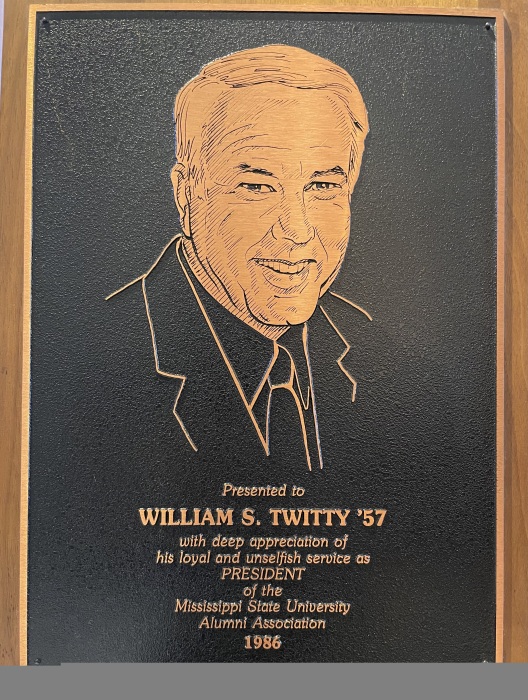 Presented to
WILLIAM S. TWITTY '57
with deep appreciation of
his loyal and unselfish service as
PRESIDENT
of the
Mississippi State University
Alumni Association
1986